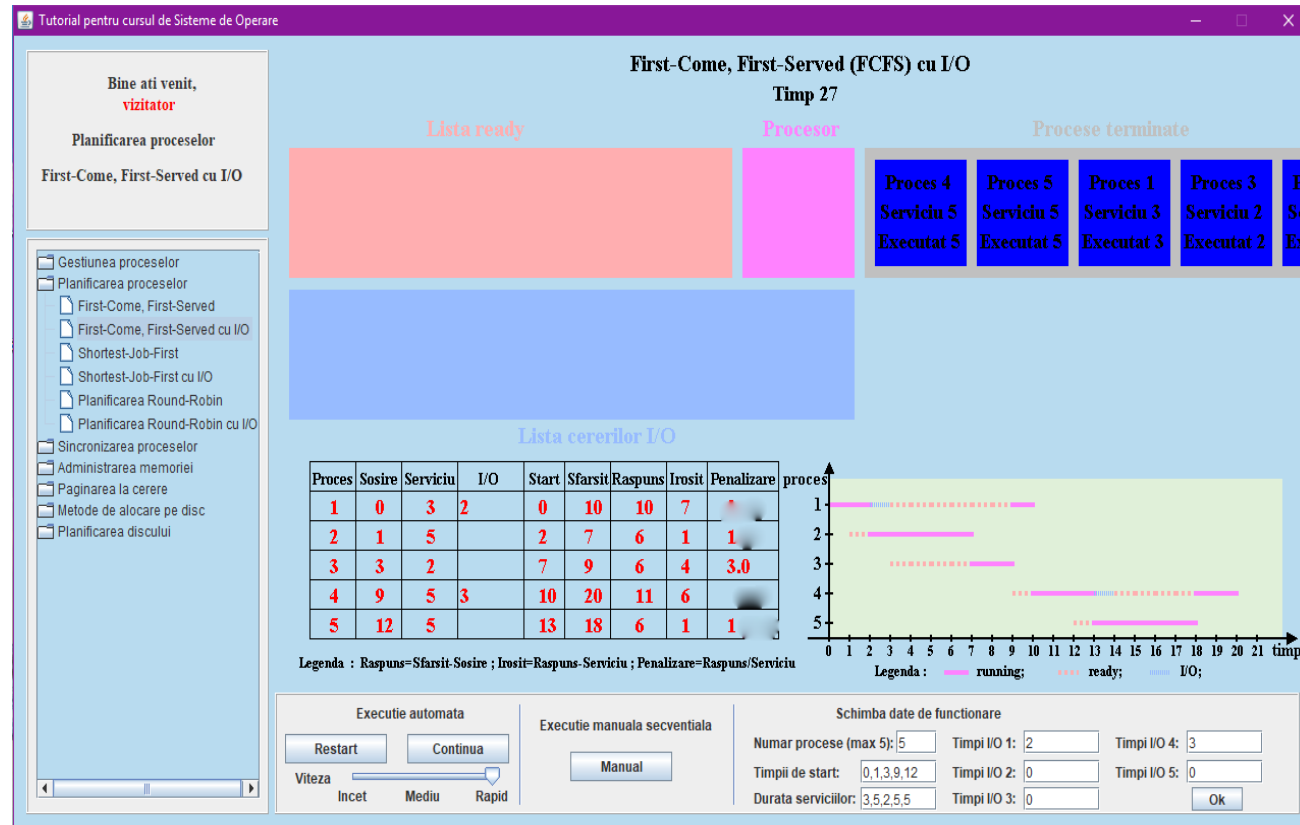 Tutorial pentru cursul de Sisteme de Operare
Bine ati venit,
vizitator
Planificarea proceselor
First-Come, First-Served cu I/O
Gestiunea proceselor
Planificarea proceselor
First-Come, First-Served
First-Come, First-Served cu I/O
Shortest-Job-First
Shortest-Job-First cu I/O
Planificarea Round-Robin
Planificarea Round-Robin cu I/O
Sincronizarea proceselor
Administrarea memoriei
Paginarea la cerere
Metode de alocare pe disc
Planificarea discului
First-Come, First-Served (FCFS) cu I/O
Timp 27
Lista ready
Procesor
Procese terminate
Proces 4
Serviciu 5
Executat 5
Proces 5
Serviciu 5
Executat 5
Proces 1
Serviciu 3
Executat 3
Proces 3
Serviciu 2
Executat 2
Lista cererilor I/O
Proces Sosire Serviciu I/O Start Sfarsit Raspuns Irosit Penalizare
1 0 3 2 0 10 10 7
2 1 5 2 7 6 1
3 3 2 7 9 6 4 3.0
4 9 5 3 10 20 11 6
5 12 5 13 18 6 1
Legenda : Raspuns=Sfarsit-Sosire ; Irosit=Raspuns-Serviciu ; Penalizare=Raspuns/Serviciu
proces
1
2
3
4
5
0 1 2 3 4 5 6 7 8 9 10 11 12 13 14 15 16 17 18 19 20 21 timp
Legenda : running; ready; I/O;
Executie automata
Restart Continua
Viteza
Incet Mediu Rapid
Executie manuala secventiala
Manual
Schimba date de functionare
Numar procese (max 5): 5 Timpi I/O 1: 2 Timpi I/O 4: 3
Timpii de start: 0,1,3,9,12 Timpi I/O 2: 0 Timpi I/O 5: 0
Durata serviciilor: 3,5,2,5,5 Timpi I/O 3: 0 Ok